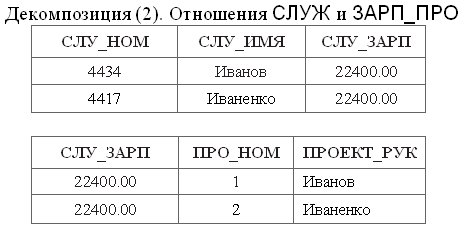 Декомпозиция (2). Отношения СЛУЖ и ЗАРП_ПРО
СЛУ_НОМ СЛУ_ИМЯ СЛУ_ЗАРП
4434 Иванов 22400.00
4417 Иваненко 22400.00
СЛУ_ЗАРП ПРО_НОМ ПРОЕКТ_РУК
22400.00 1 Иванов
22400.00 2 Иваненко